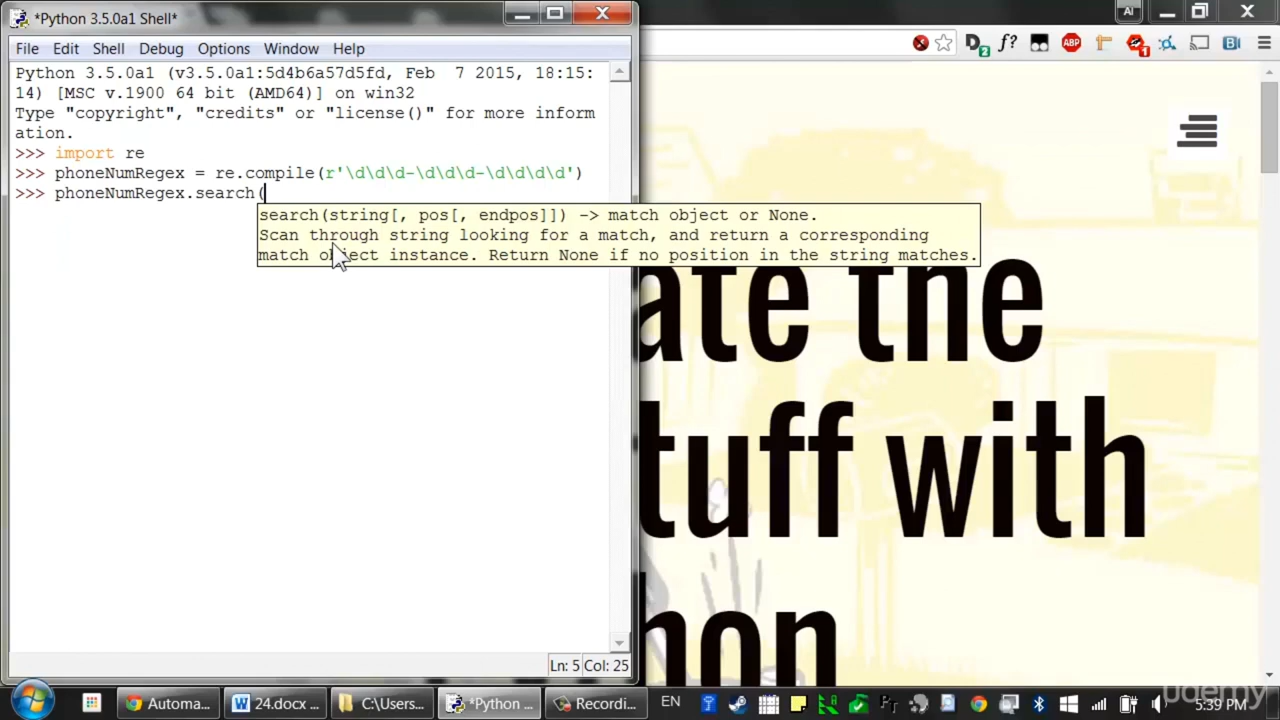 *Python 3.5.0a1 Shell*
File Edit Shell Debug Options Window Help
Python 3.5.0a1 (v3.5.0a1:5d4b6a57d5fd, Feb  7 2015, 18:15:
14) [MSC v.1900 64 bit (AMD64)] on win32
Type "copyright", "credits" or "license()" for more inform
ation.
>>> import re
>>> phoneNumRegex = re.compile(r'\d\d\d-\d\d\d-\d\d\d\d')
>>> phoneNumRegex.search(
search(string[, pos[, endpos]]) -> match object or None.
Scan through string looking for a match, and return a corresponding
match object instance. Return None if no position in the string matches.
Ln: 5 Col: 25
AI
D 2 f? ABP 1 B
ate the
tuff with
hon
Automa... 24.docx ... C:\Users... *Python ... Recordi... EN 5:39 PM
udemy